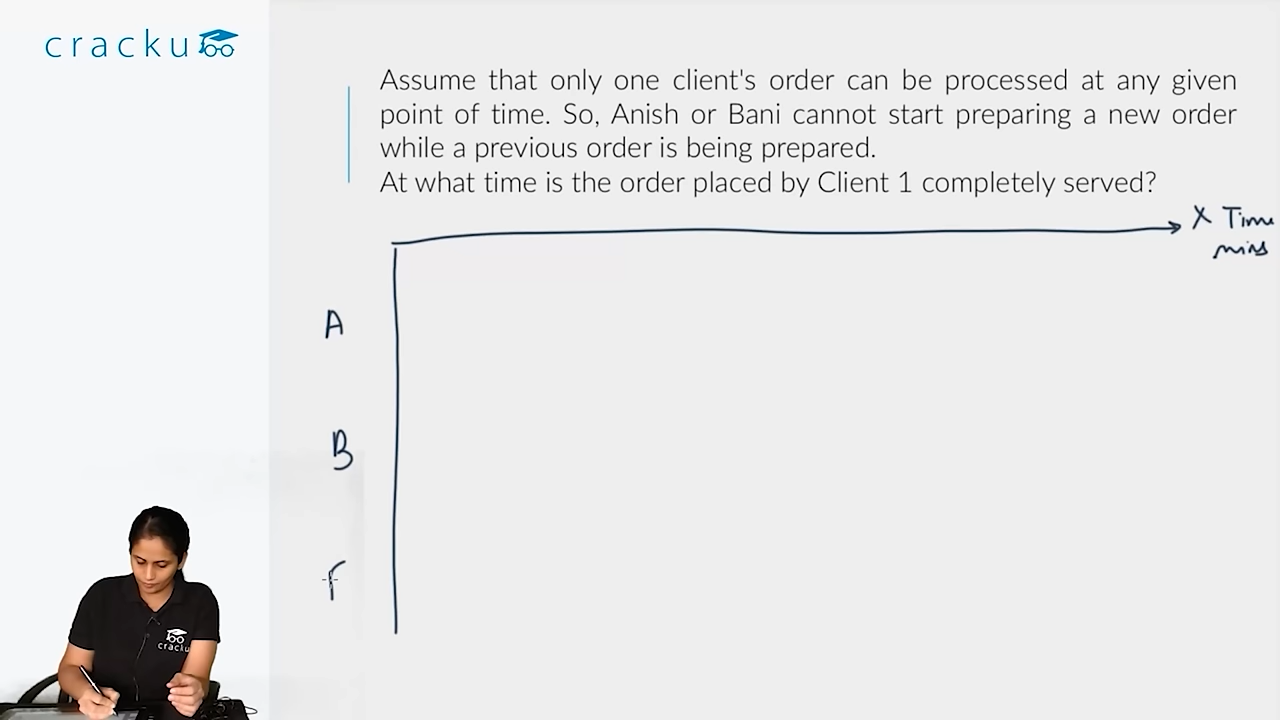 cracku
Assume that only one client's order can be processed at any given
point of time. So, Anish or Bani cannot start preparing a new order
while a previous order is being prepared.
At what time is the order placed by Client 1 completely served?
X Time
mins
A
B
F
cracku